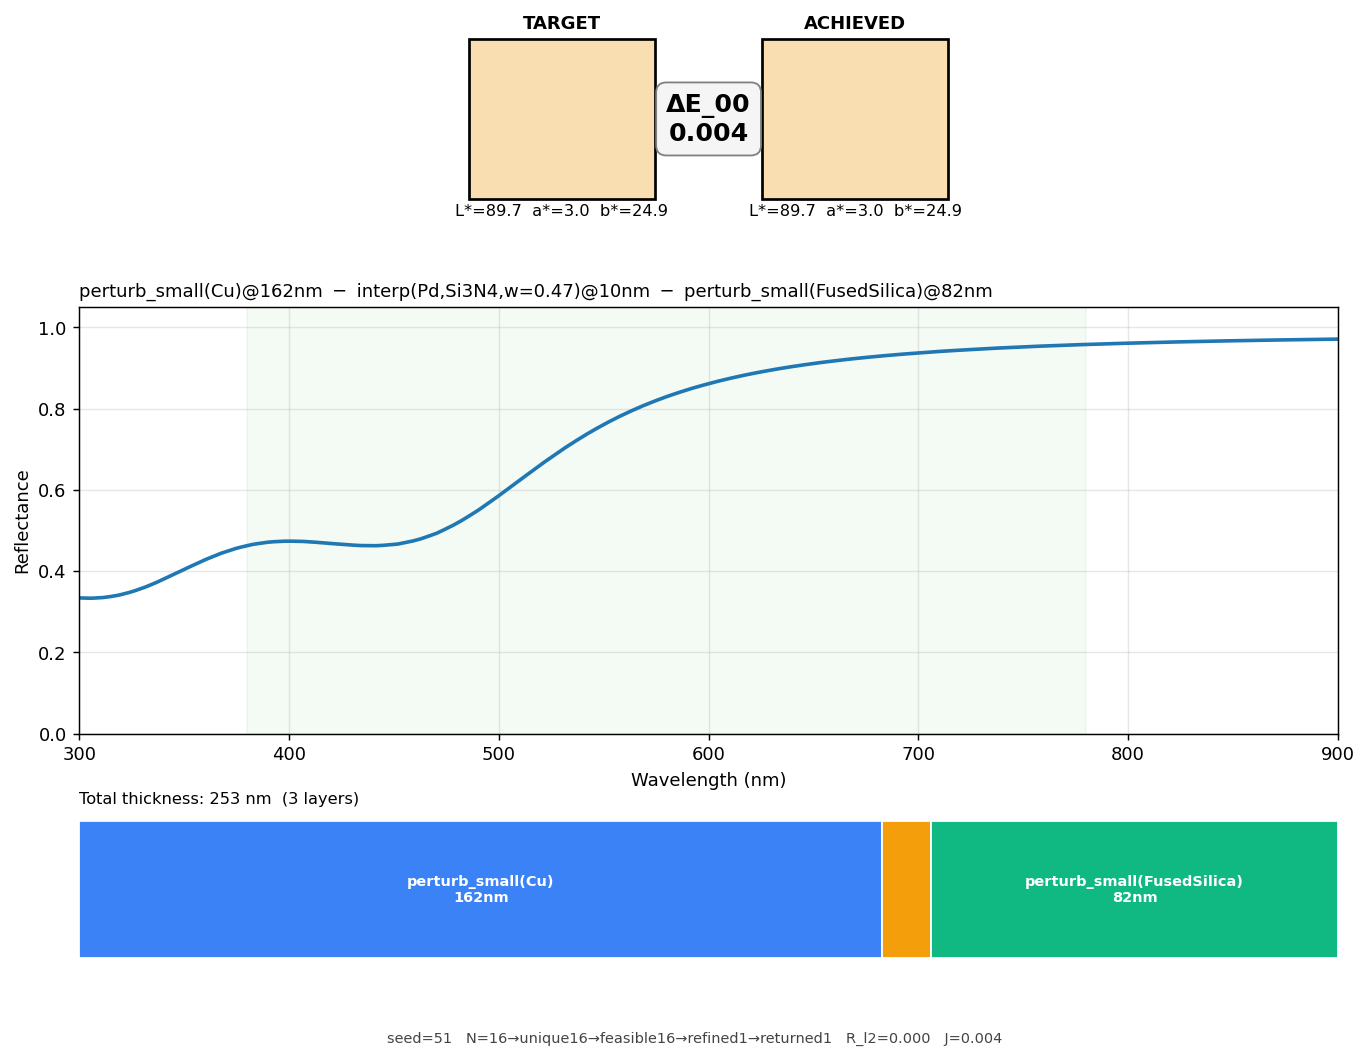 TARGET
ACHIEVED
ΔE_00
0.004
L*=89.7 a*=3.0 b*=24.9
L*=89.7 a*=3.0 b*=24.9
perturb_small(Cu)@162nm − interp(Pd,Si3N4,w=0.47)@10nm − perturb_small(FusedSilica)@82nm
1.0
0.8
0.6
0.4
0.2
0.0
Reflectance
300 400 500 600 700 800 900
Wavelength (nm)
Total thickness: 253 nm (3 layers)
perturb_small(Cu)
162nm
perturb_small(FusedSilica)
82nm
seed=51 N=16→unique16→feasible16→refined1→returned1 R_l2=0.000 J=0.004